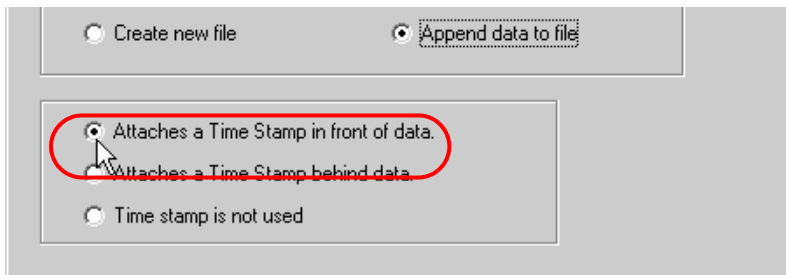 Create new file Append data to file
Attaches a Time Stamp in front of data.
Attaches a Time Stamp behind data.
Time stamp is not used